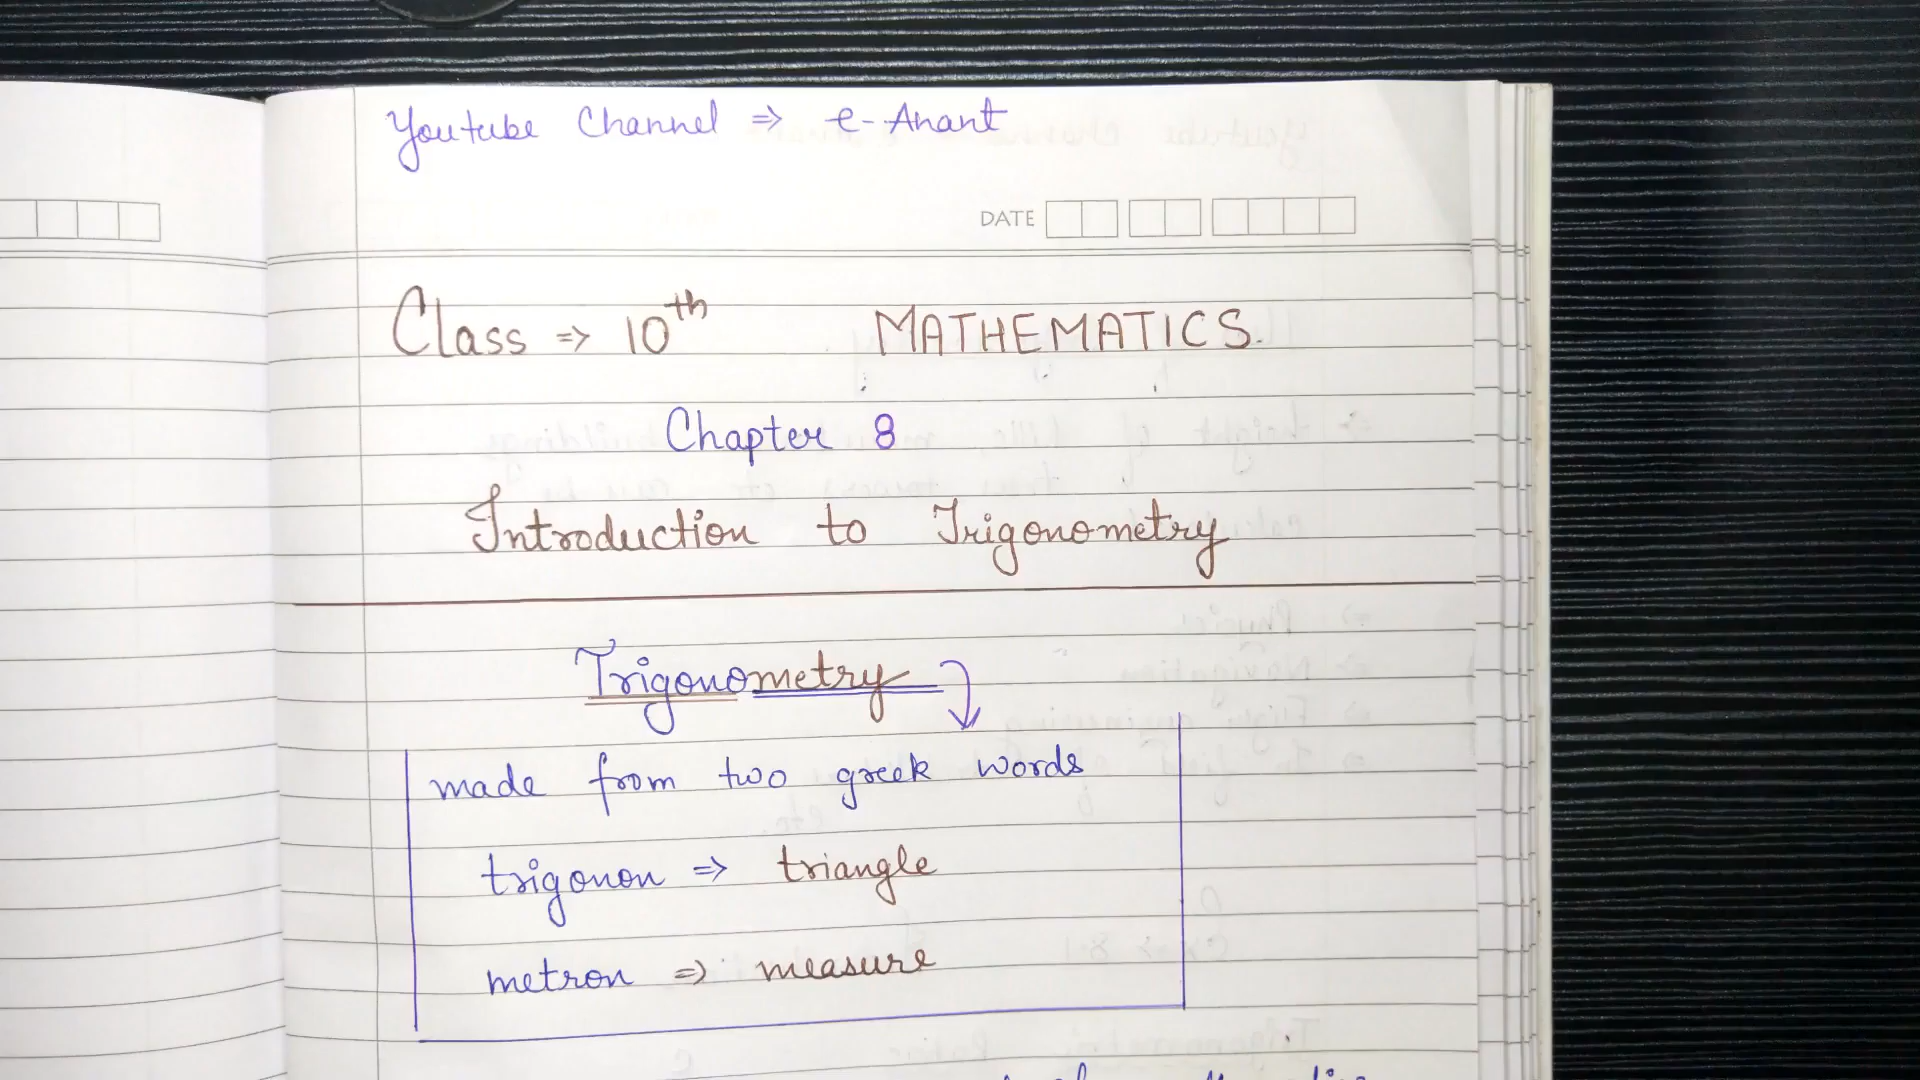 Youtube Channel ⇒ e-Anant
DATE
Class ⇒ 10th MATHEMATICS.
Chapter 8
Introduction to Trigonometry
Trigonometry
made from two greek words
trigonon ⇒ triangle
metron ⇒ measure